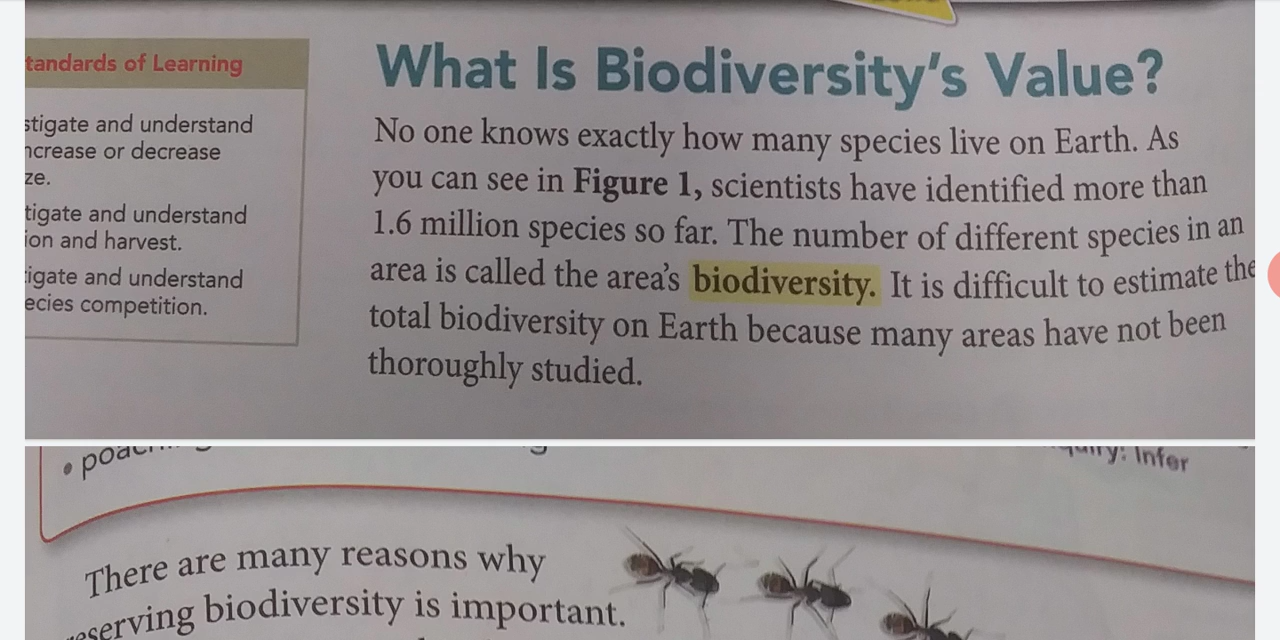 tandards of Learning
stigate and understand
ncrease or decrease
ze.
tigate and understand
ion and harvest.
tigate and understand
ecies competition.
What Is Biodiversity's Value?
No one knows exactly how many species live on Earth. As
you can see in Figure 1, scientists have identified more than
1.6 million species so far. The number of different species in an
area is called the area's biodiversity. It is difficult to estimate the
total biodiversity on Earth because many areas have not been
thoroughly studied.
Infer
There are many reasons why
eserving biodiversity is important.